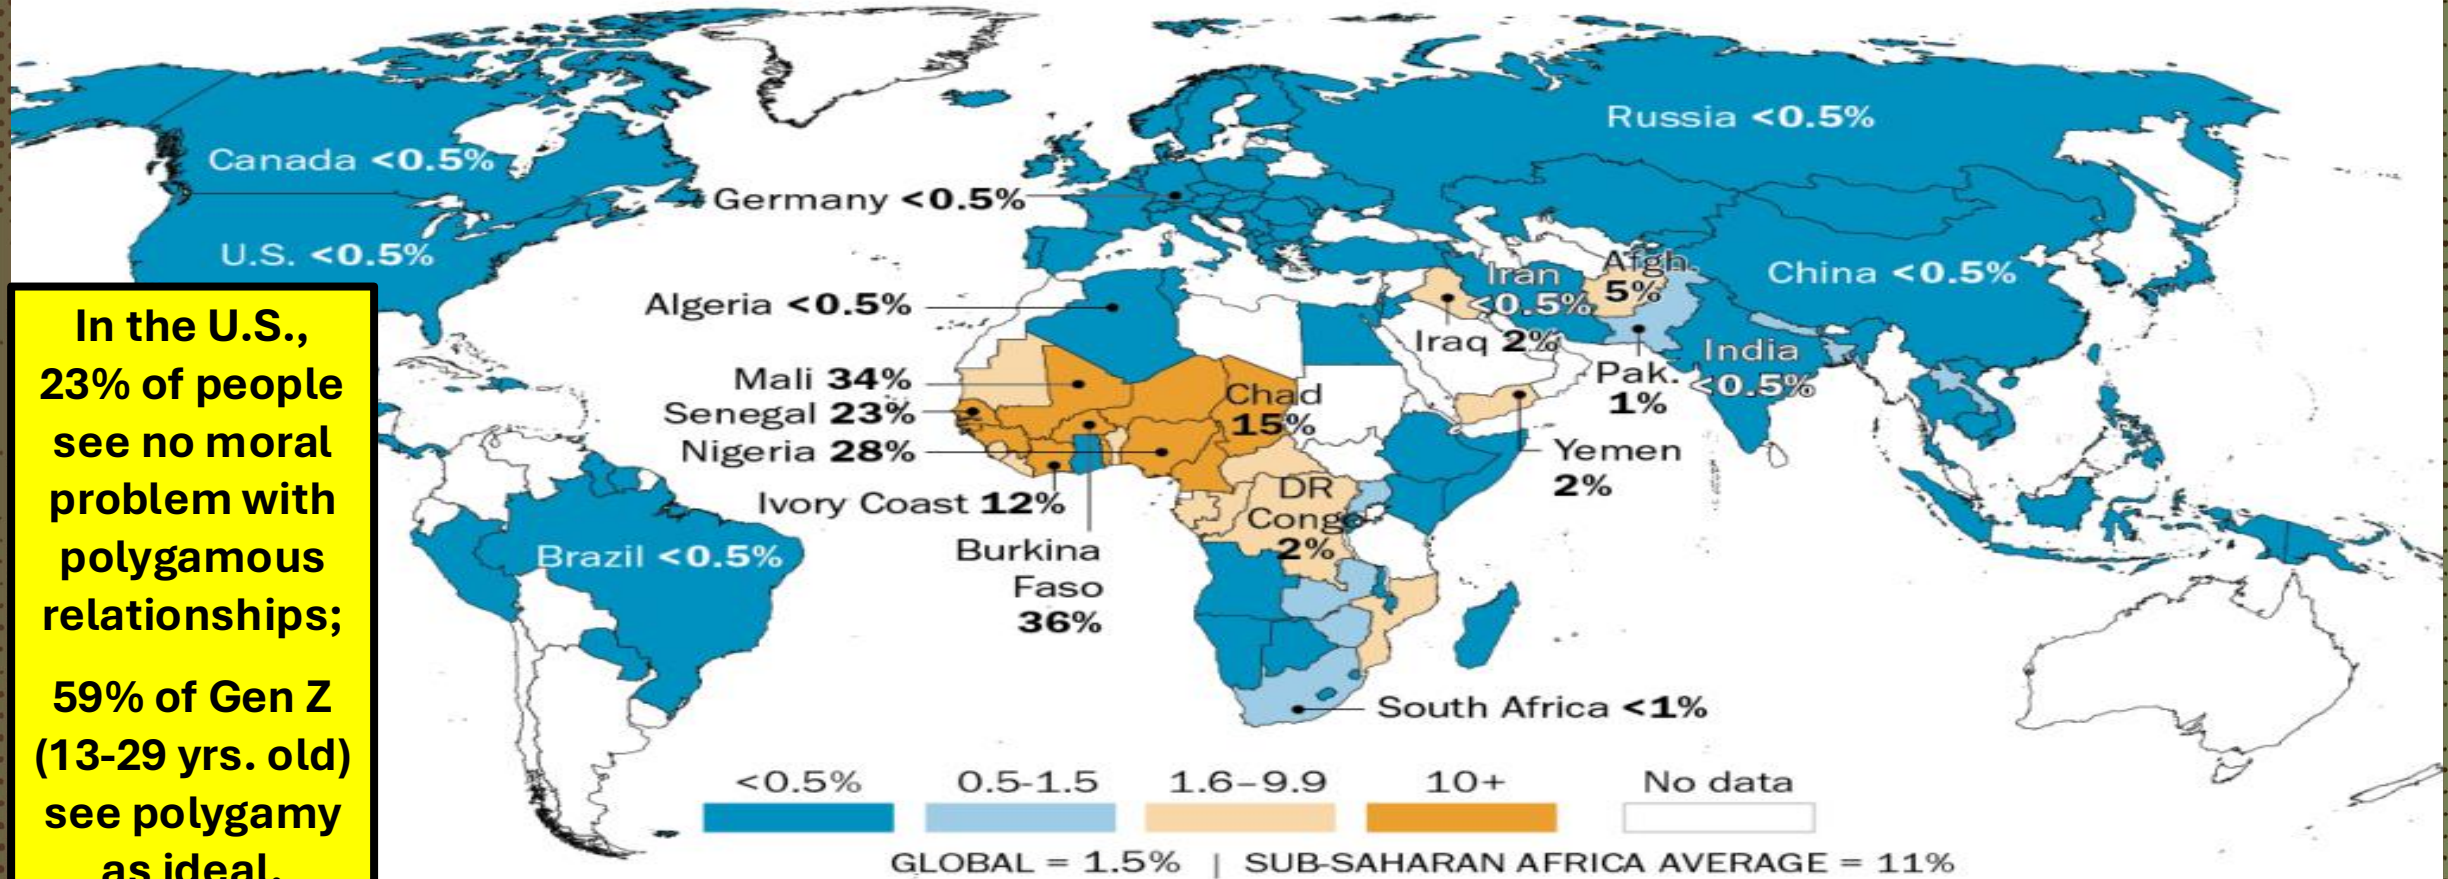 Russia <0.5%
Canada <0.5%
Germany <0.5%
U.S. <0.5%
Iran
<0.5%
Afgh.
5%
China <0.5%
Algeria <0.5%
Iraq 2%
India
<0.5%
Pak.
1%
Mali 34%
Senegal 23%
Nigeria 28%
Chad
15%
Yemen
2%
Ivory Coast 12%
DR
Congo
2%
Burkina
Faso
36%
Brazil <0.5%
South Africa <1%
In the U.S.,
23% of people
see no moral
problem with
polygamous
relationships;
59% of Gen Z
(13-29 yrs. old)
see polygamy
as ideal.
<0.5% 0.5-1.5 1.6–9.9 10+ No data
GLOBAL = 1.5% | SUB-SAHARAN AFRICA AVERAGE = 11%